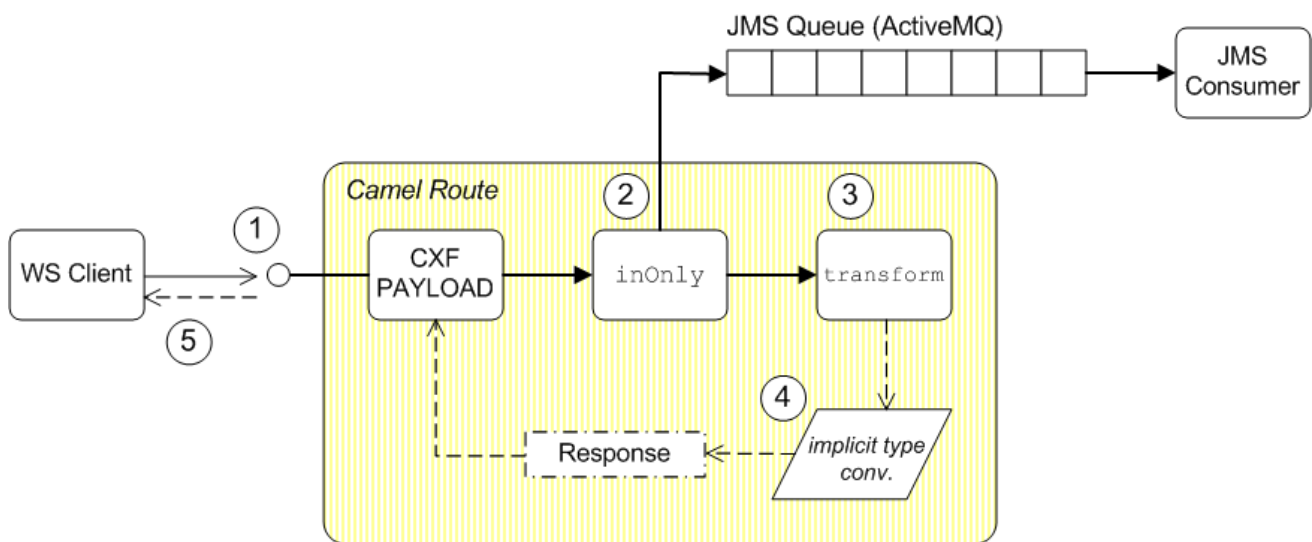 JMS Queue (ActiveMQ)
JMS
Consumer
Camel Route
1
2
3
WS Client
CXF
PAYLOAD
inOnly
transform
5
4
Response
implicit type
conv.